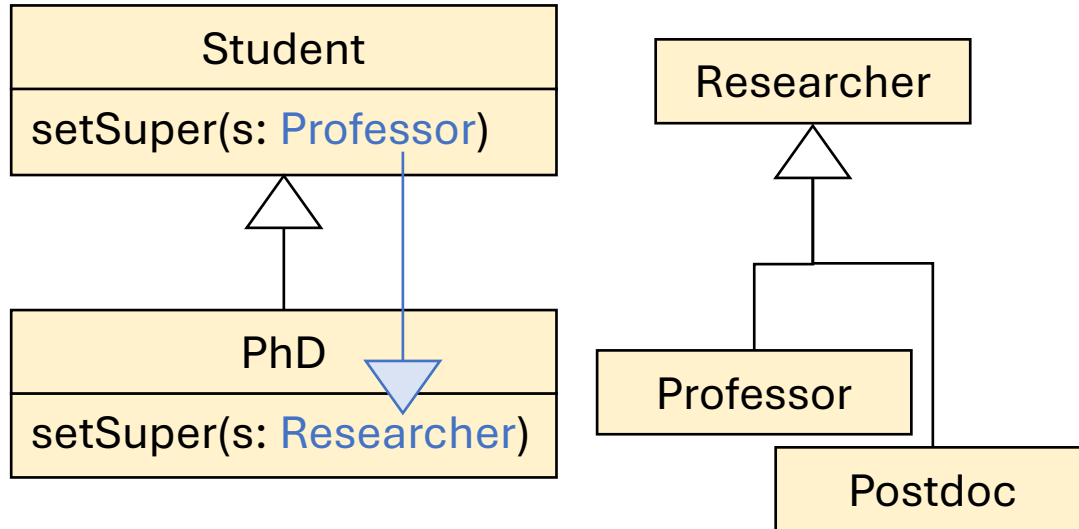 Student
setSuper(s: Professor)
PhD
setSuper(s: Researcher)
Researcher
Professor
Postdoc